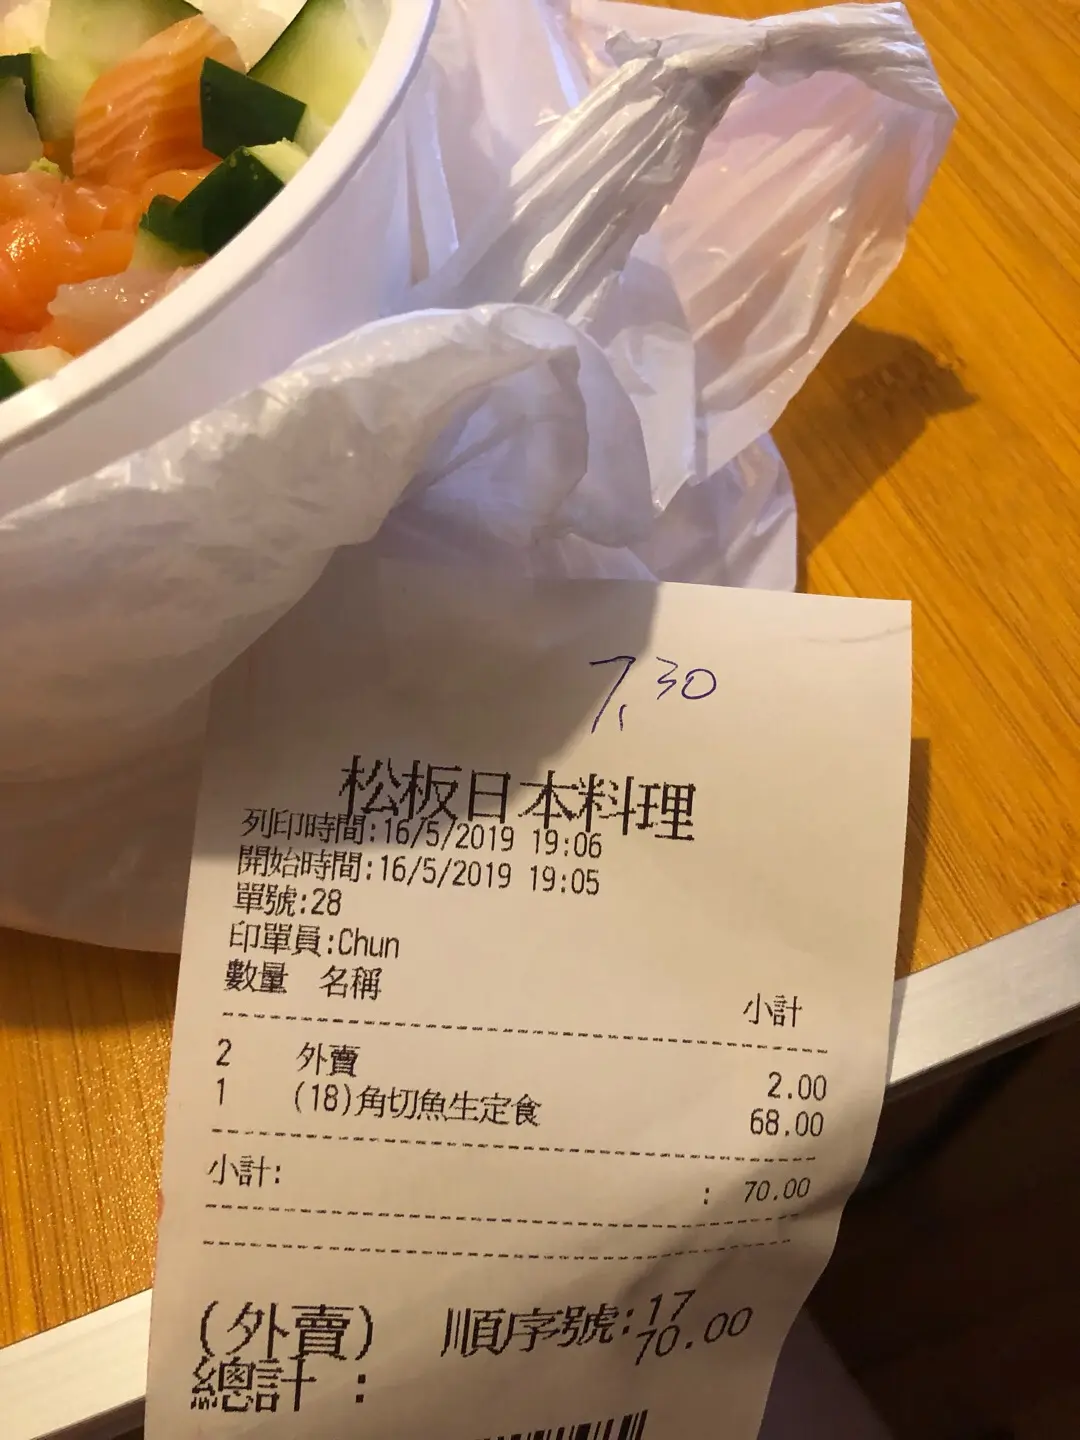 7.30
松板日本料理
列印時間:16/5/2019 19:06
開始時間:16/5/2019 19:05
單號:28
印單員:Chun
數量 名稱 小計
2 外賣 2.00
1 (18)角切魚生定食 68.00
小計: : 70.00
(外賣) 順序號:17
總計 : 70.00